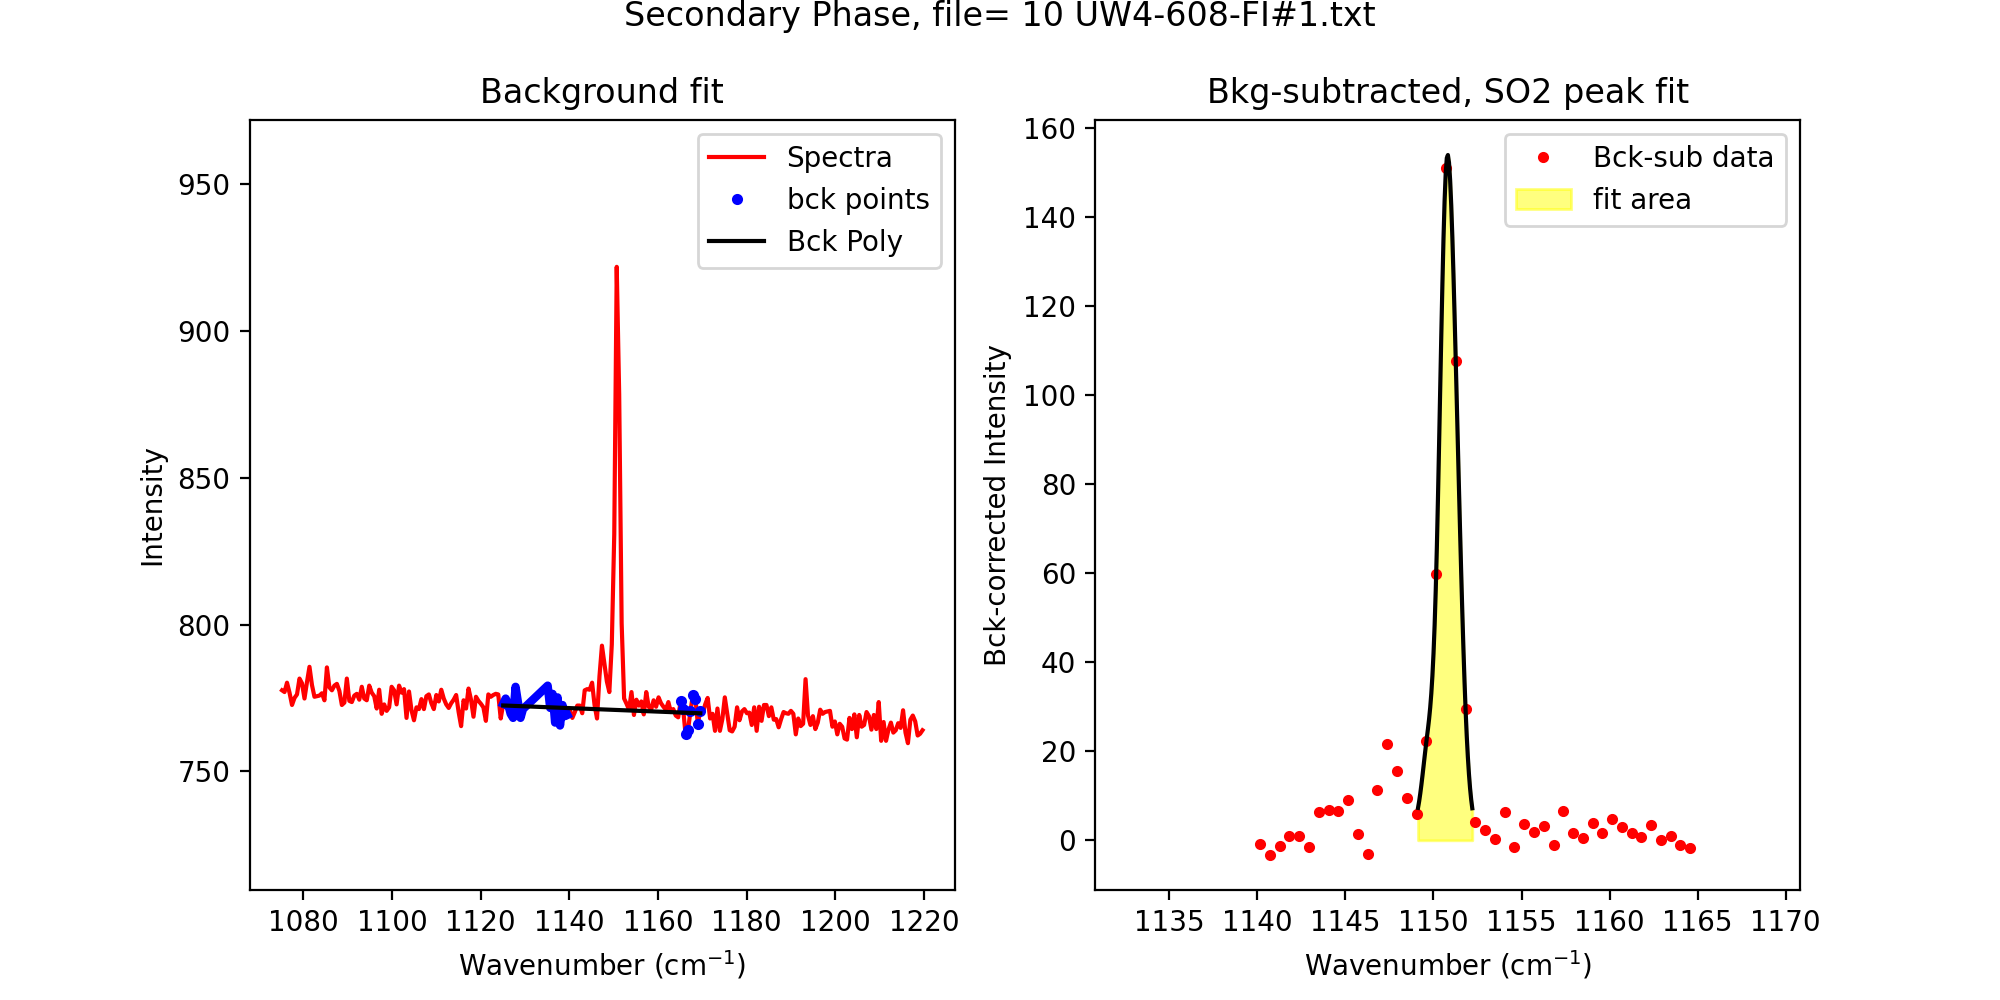 Secondary Phase, file= 10 UW4-608-FI#1.txt
Background fit
Intensity
950
900
850
800
750
Spectra
bck points
Bck Poly
1080 1100 1120 1140 1160 1180 1200 1220
Wavenumber (cm⁻¹)
Bkg-subtracted, SO2 peak fit
Bck-corrected Intensity
160
140
120
100
80
60
40
20
0
Bck-sub data
fit area
1135 1140 1145 1150 1155 1160 1165 1170
Wavenumber (cm⁻¹)